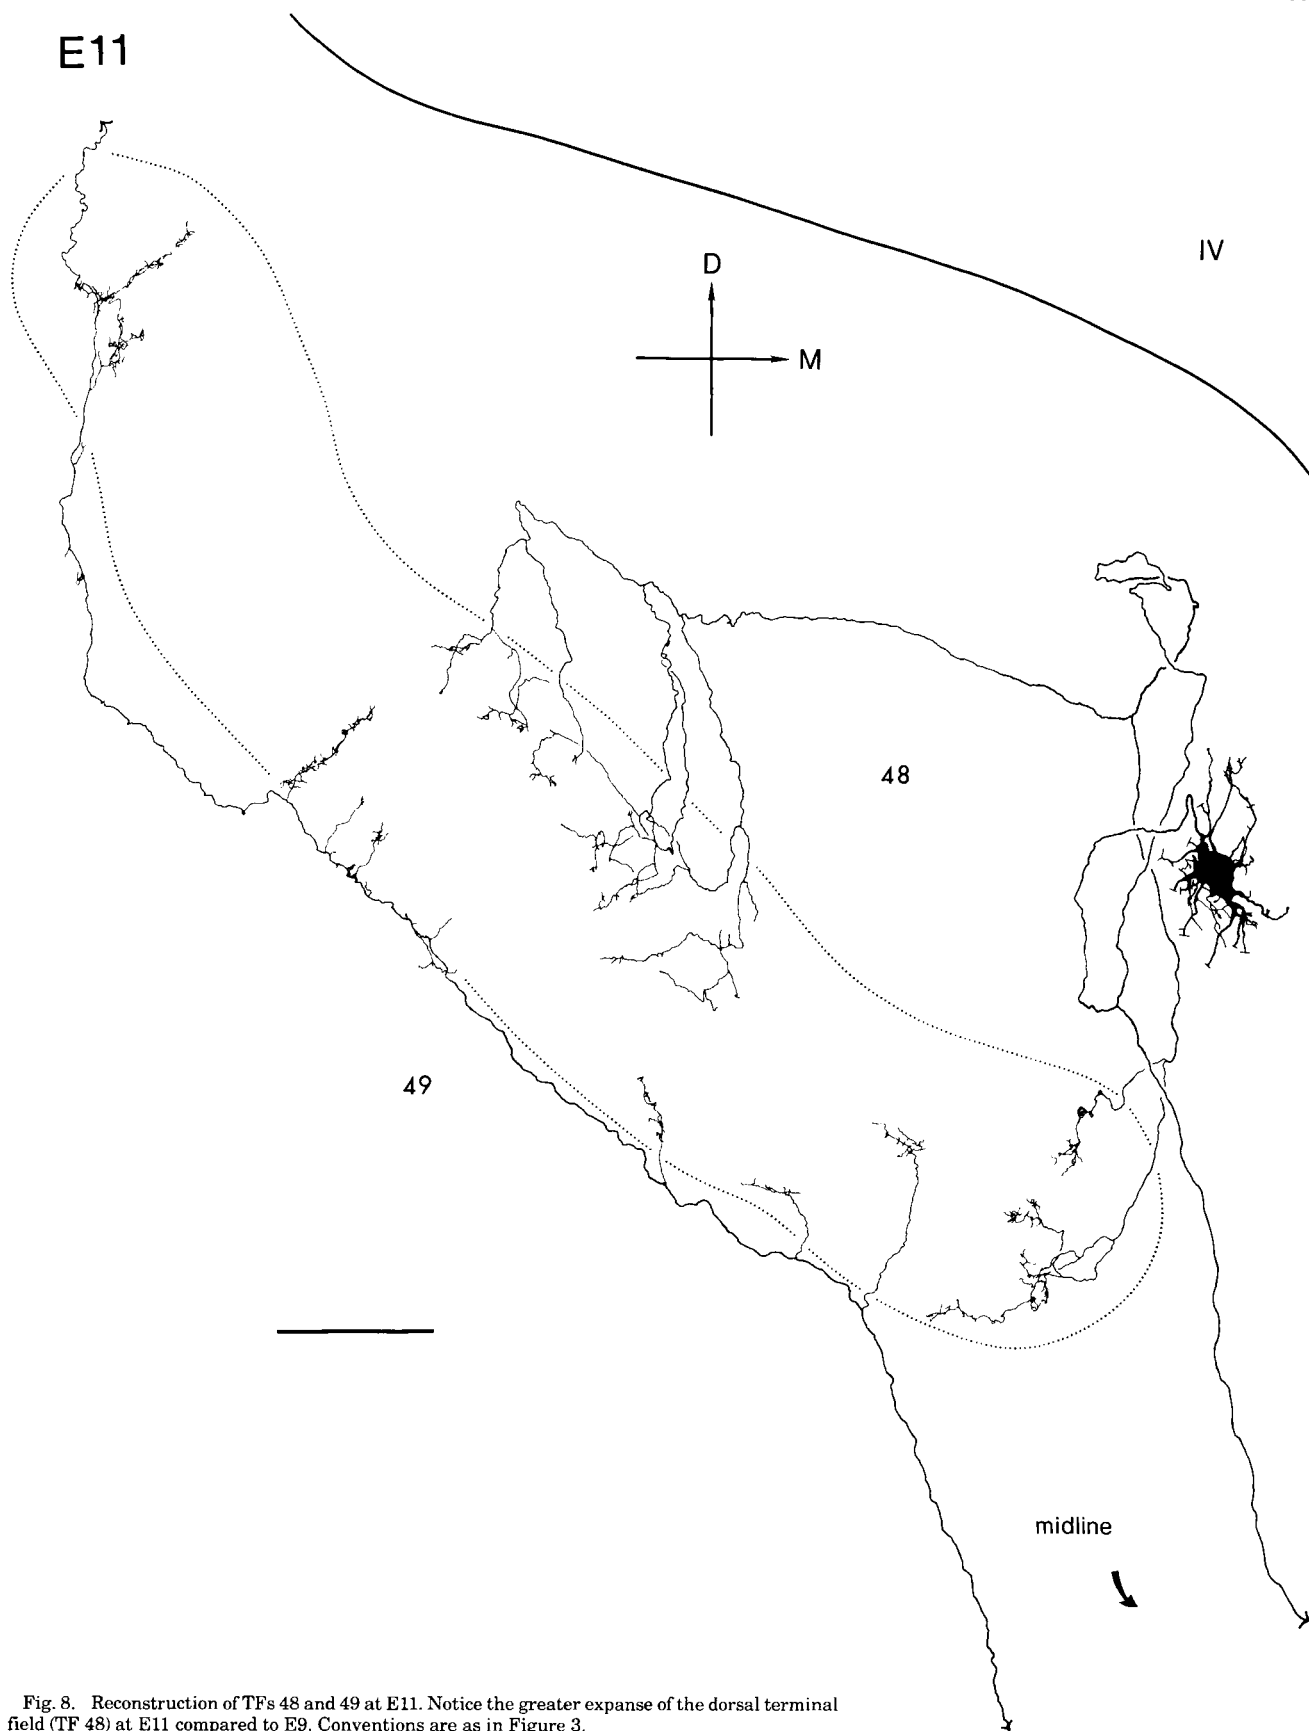 E11
IV
D
M
48
49
midline
Fig. 8. Reconstruction of TFs 48 and 49 at E11. Notice the greater expanse of the dorsal terminal
field (TF 48) at E11 compared to E9. Conventions are as in Figure 3.